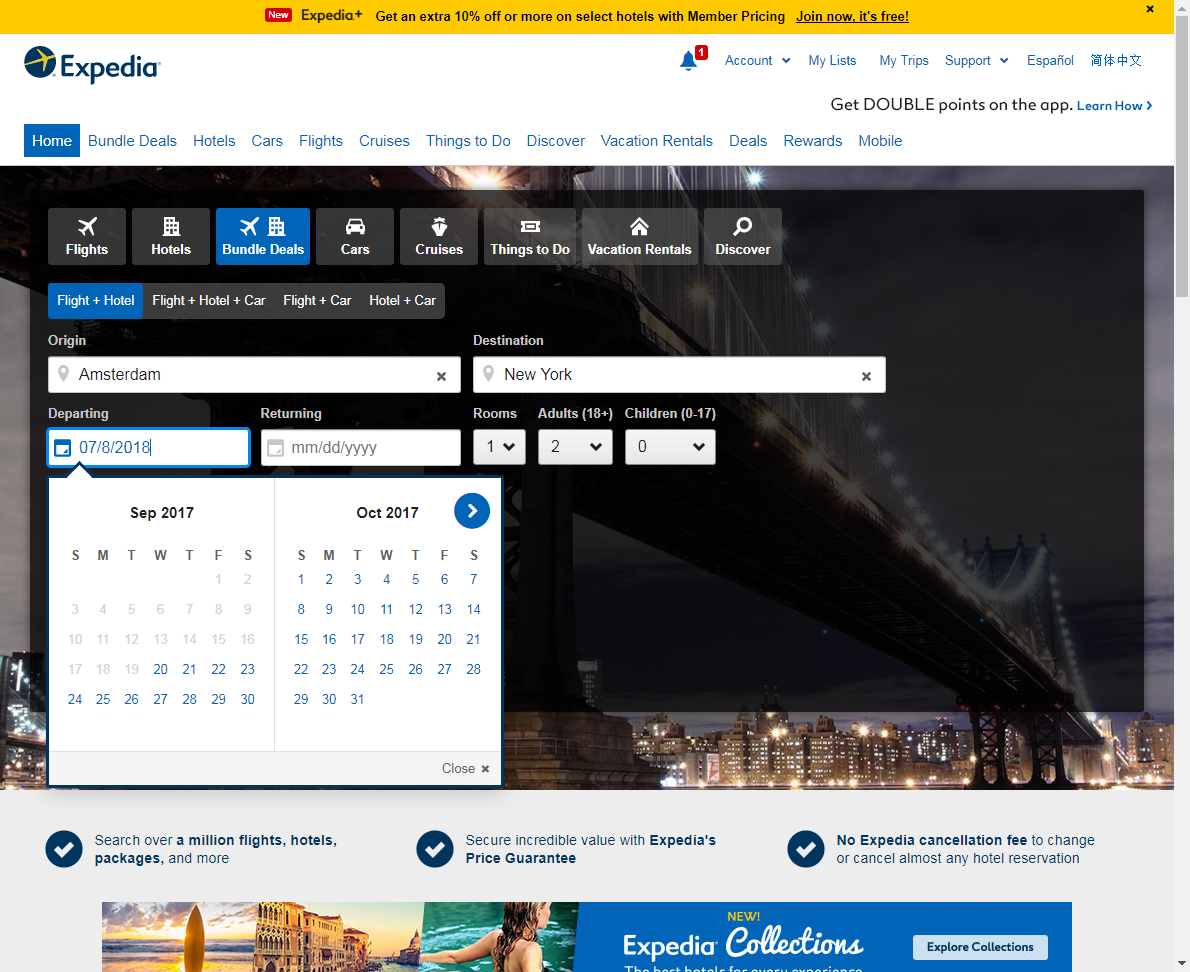 New Expedia+ Get an extra 10% off or more on select hotels with Member Pricing Join now, it's free!
Expedia
1
Account My Lists My Trips Support Español 简体中文
Get DOUBLE points on the app. Learn How
Home Bundle Deals Hotels Cars Flights Cruises Things to Do Discover Vacation Rentals Deals Rewards Mobile
Flights Hotels Bundle Deals Cars Cruises Things to Do Vacation Rentals Discover
Flight + Hotel Flight + Hotel + Car Flight + Car Hotel + Car
Origin Destination
Amsterdam New York
Departing Returning Rooms Adults (18+) Children (0-17)
07/8/2018 mm/dd/yyyy 1 2 0
Sep 2017 Oct 2017
S M T W T F S S M T W T F S
1 2 1 2 3 4 5 6 7
3 4 5 6 7 8 9 8 9 10 11 12 13 14
10 11 12 13 14 15 16 15 16 17 18 19 20 21
17 18 19 20 21 22 23 22 23 24 25 26 27 28
24 25 26 27 28 29 30 29 30 31
Close
Search over a million flights, hotels,
packages, and more
Secure incredible value with Expedia's
Price Guarantee
No Expedia cancellation fee to change
or cancel almost any hotel reservation
NEW!
Expedia Collections
Explore Collections
The best hotels for every experience